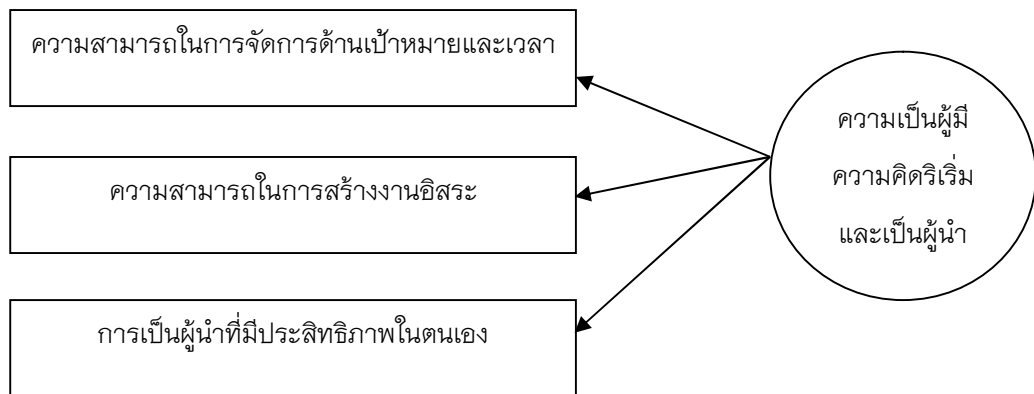 ความสามารถในการจัดการด้านเป้าหมายและเวลา
ความสามารถในการสร้างงานอิสระ
การเป็นผู้นำที่มีประสิทธิภาพในตนเอง
ความเป็นผู้มี
ความคิดริเริ่ม
และเป็นผู้นำ